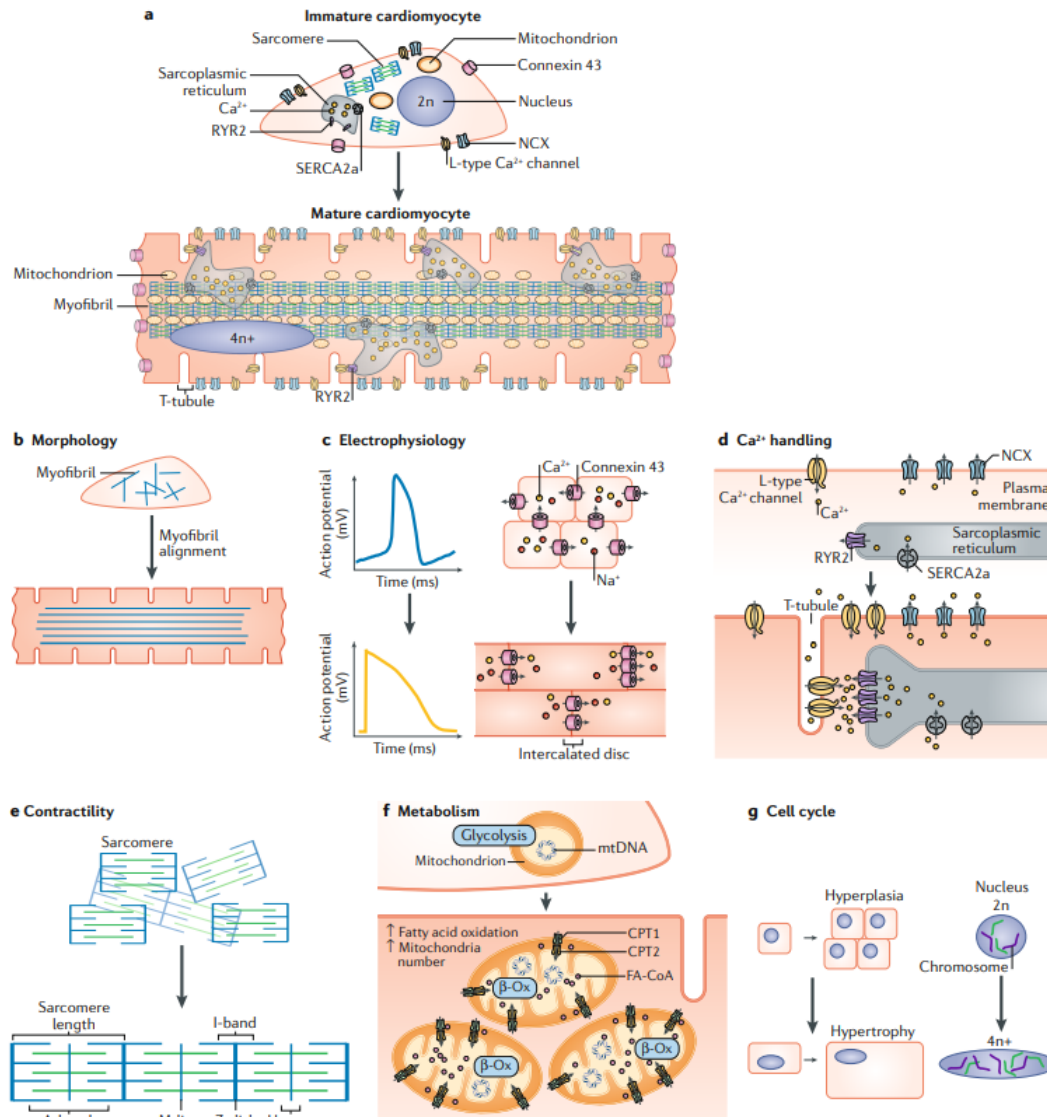 a
Immature cardiomyocyte
Sarcomere
Mitochondrion
Connexin 43
Sarcoplasmic
reticulum
Ca²⁺
RYR2
2n
Nucleus
SERCA2a
NCX
L-type Ca²⁺ channel
Mature cardiomyocyte
Mitochondrion
Myofibril
4n+
T-tubule
RYR2
b Morphology
Myofibril
Myofibril
alignment
c Electrophysiology
Action potential
(mV)
Time (ms)
Action potential
(mV)
Time (ms)
Ca²⁺
Connexin 43
Na⁺
Intercalated disc
d Ca²⁺ handling
NCX
L-type
Ca²⁺ channel
Plasma
membrane
Ca²⁺
Sarcoplasmic
reticulum
RYR2
SERCA2a
T-tubule
e Contractility
Sarcomere
Sarcomere
length
I-band
f Metabolism
Glycolysis
mtDNA
Mitochondrion
↑ Fatty acid oxidation
↑ Mitochondria
number
CPT1
CPT2
FA-CoA
β-Ox
β-Ox
β-Ox
g Cell cycle
Hyperplasia
Nucleus
2n
Chromosome
Hypertrophy
4n+